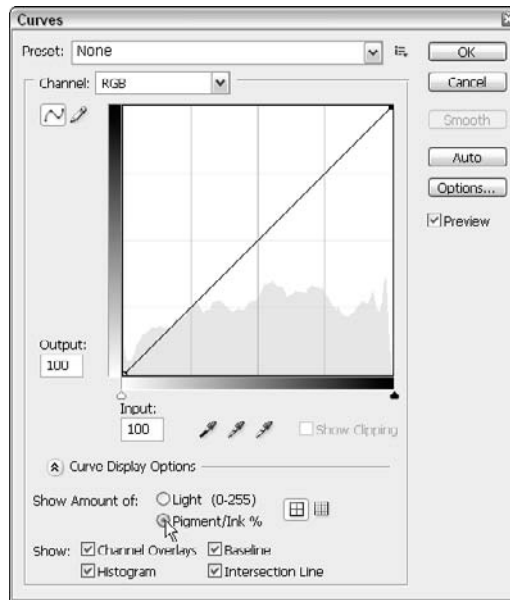 Curves
Preset: None
OK
Channel: RGB
Cancel
Smooth
Auto
Options...
Preview
Output:
100
Input:
100
Show Clipping
Curve Display Options
Show Amount of: Light (0-255)
Pigment/Ink %
Show: Channel Overlays Baseline
Histogram Intersection Line